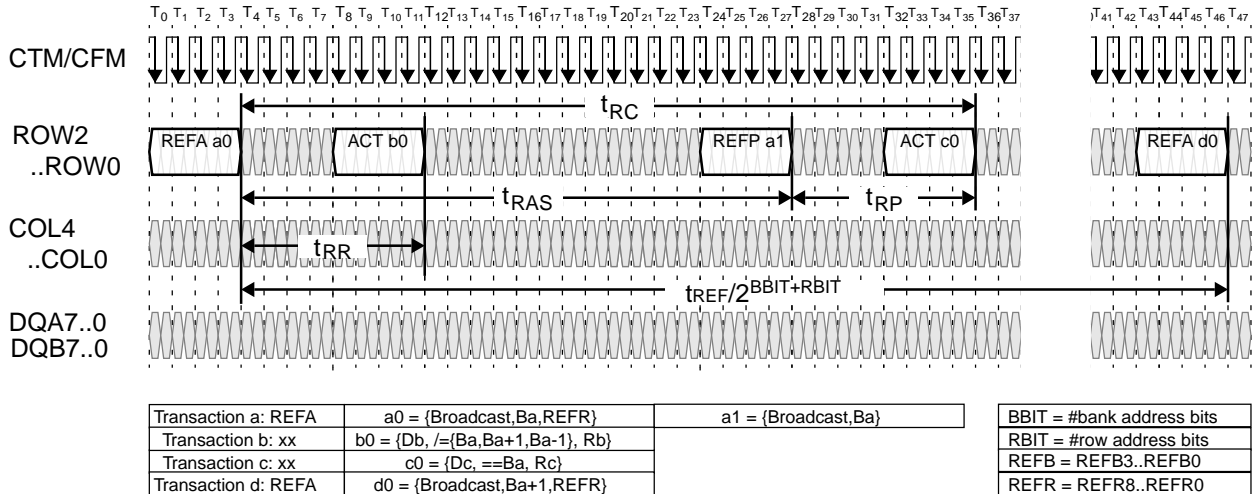 T0 T1 T2 T3 T4 T5 T6 T7 T8 T9 T10 T11 T12 T13 T14 T15 T16 T17 T18 T19 T20 T21 T22 T23 T24 T25 T26 T27 T28 T29 T30 T31 T32 T33 T34 T35 T36 T37 T41 T42 T43 T44 T45 T46 T47
CTM/CFM
tRC
ROW2
..ROW0
REFA a0 ACT b0 REFP a1 ACT c0 REFA d0
tRAS tRP
COL4
..COL0
tRR
tREF/2BBIT+RBIT
DQA7..0
DQB7..0
Transaction a: REFA a0 = {Broadcast,Ba,REFR} a1 = {Broadcast,Ba} BBIT = #bank address bits
Transaction b: xx b0 = {Db, /={Ba,Ba+1,Ba-1}, Rb} RBIT = #row address bits
Transaction c: xx c0 = {Dc, ==Ba, Rc} REFB = REFB3..REFB0
Transaction d: REFA d0 = {Broadcast,Ba+1,REFR} REFR = REFR8..REFR0